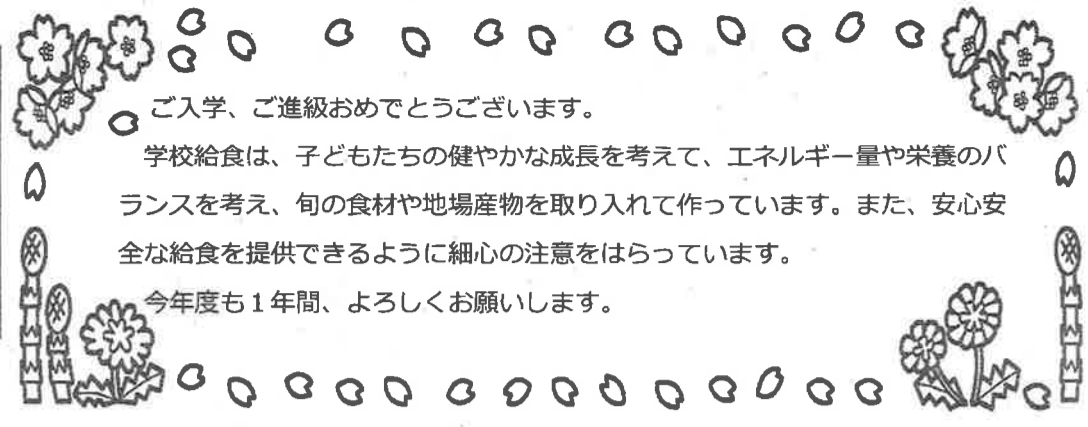 ご入学、ご進級おめでとうございます。
学校給食は、子どもたちの健やかな成長を考えて、エネルギー量や栄養のバ
ランスを考え、旬の食材や地場産物を取り入れて作っています。また、安心安
全な給食を提供できるように細心の注意をはらっています。
今年度も１年間、よろしくお願いします。